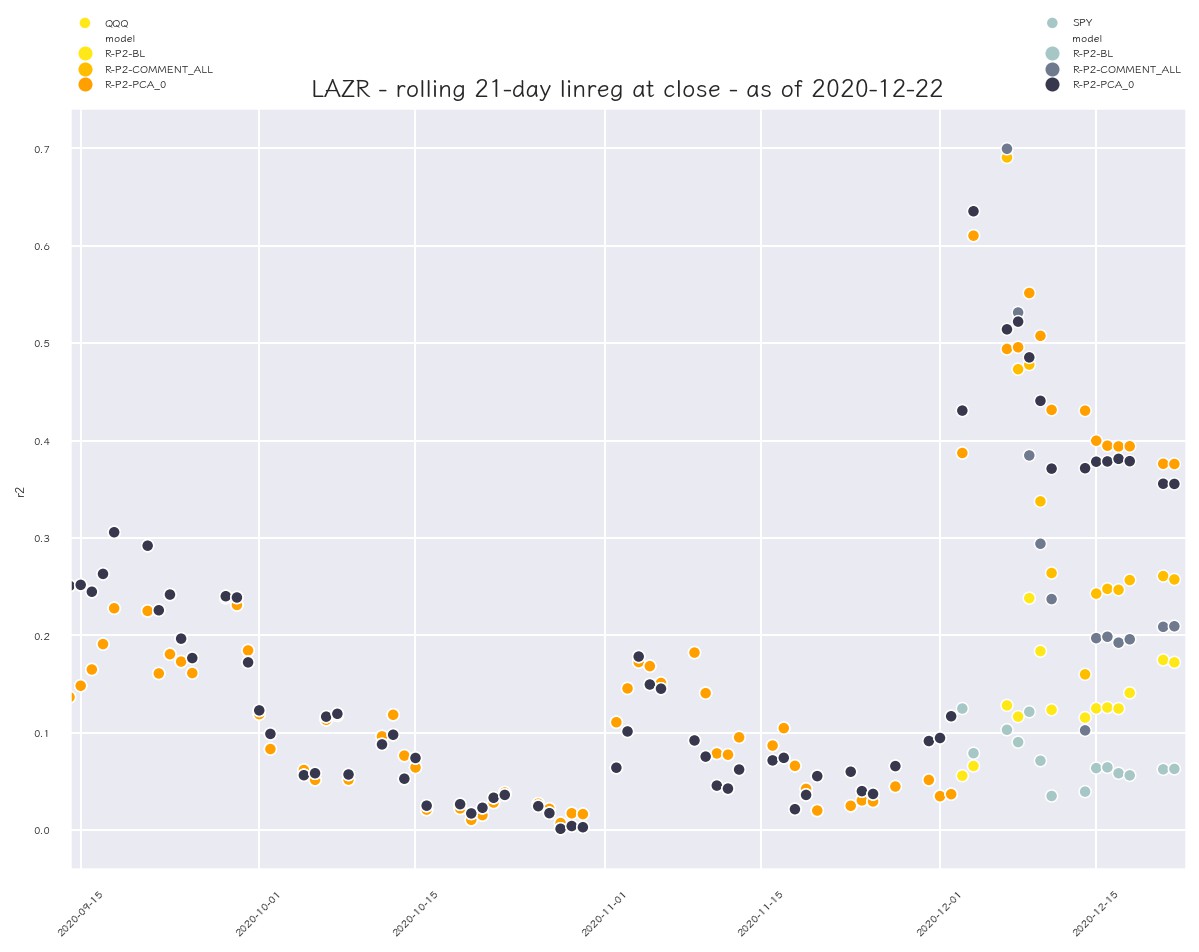 QQQ
model
R-P2-BL
R-P2-COMMENT_ALL
R-P2-PCA_0
SPY
model
R-P2-BL
R-P2-COMMENT_ALL
R-P2-PCA_0
LAZR - rolling 21-day linreg at close - as of 2020-12-22
0.7
0.6
0.5
0.4
0.3
0.2
0.1
0.0
r2
2020-09-15
2020-10-01
2020-10-15
2020-11-01
2020-11-15
2020-12-01
2020-12-15